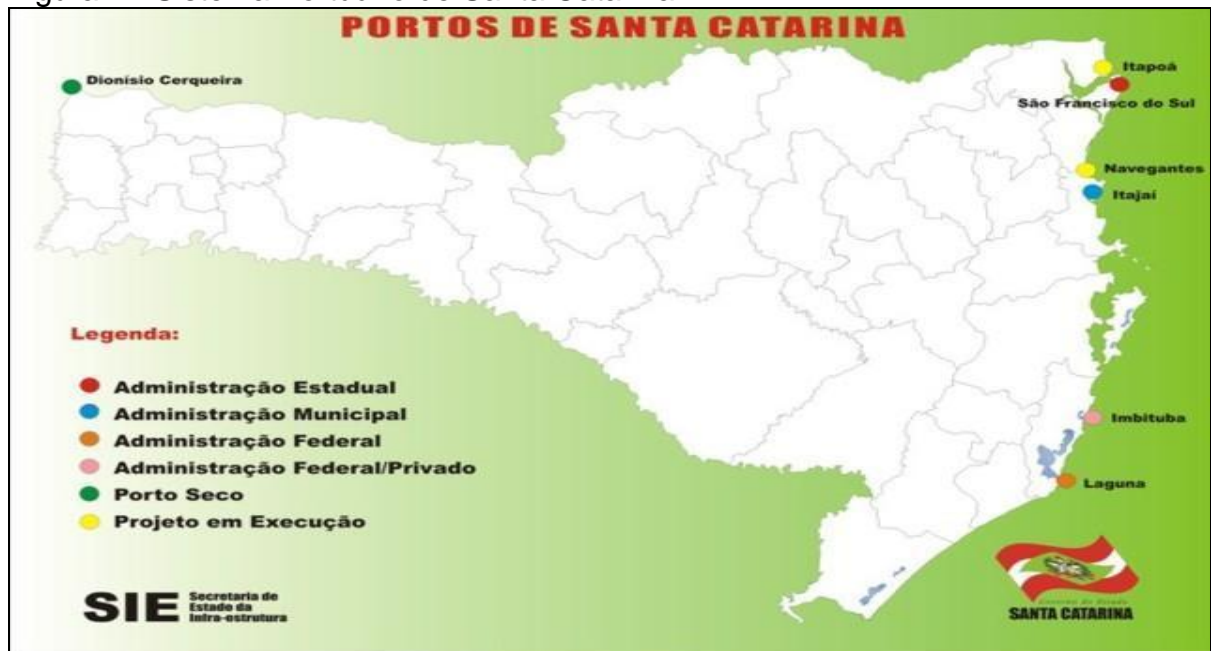 PORTOS DE SANTA CATARINA
Dionísio Cerqueira
Itapoá
São Francisco do Sul
Navegantes
Itajaí
Imbituba
Laguna
Legenda:
Administração Estadual
Administração Municipal
Administração Federal
Administração Federal/Privado
Porto Seco
Projeto em Execução
SIE Secretaria de
Estado da
Infra-estrutura
SANTA CATARINA